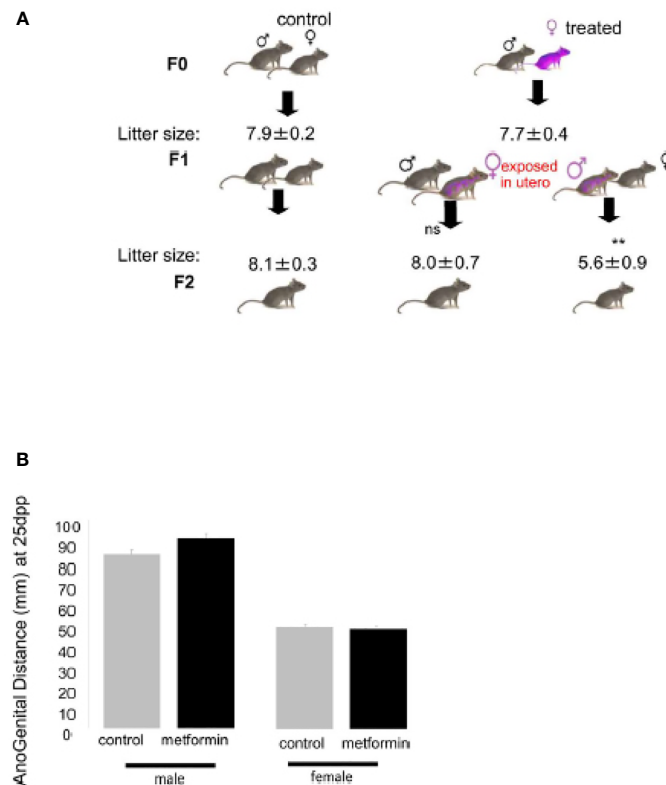 A
control
♂ ♀
♂ ♀ treated
F0
Litter size: 7.9±0.2 7.7±0.4
F1
♂ ♀ exposed in utero ♂ ♀
ns
**
Litter size: 8.1±0.3 8.0±0.7 5.6±0.9
F2
B
AnoGenital Distance (mm) at 25dpp
100
90
80
70
60
50
40
30
20
10
0
control metformin control metformin
male female